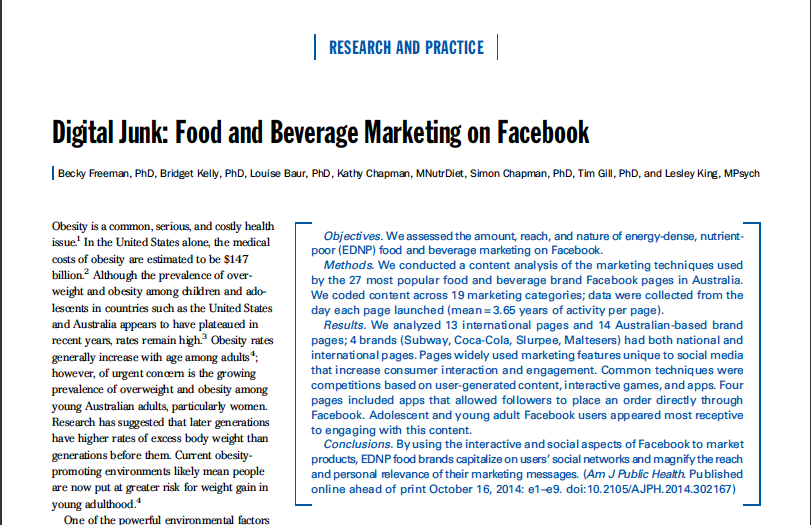 RESEARCH AND PRACTICE
Digital Junk: Food and Beverage Marketing on Facebook
Becky Freeman, PhD, Bridget Kelly, PhD, Louise Baur, PhD, Kathy Chapman, MNutrDiet, Simon Chapman, PhD, Tim Gill, PhD, and Lesley King, MPsych
Obesity is a common, serious, and costly health
issue.1 In the United States alone, the medical
costs of obesity are estimated to be $147
billion.2 Although the prevalence of over-
weight and obesity among children and ado-
lescents in countries such as the United States
and Australia appears to have plateaued in
recent years, rates remain high.3 Obesity rates
generally increase with age among adults4;
however, of urgent concern is the growing
prevalence of overweight and obesity among
young Australian adults, particularly women.
Research has suggested that later generations
have higher rates of excess body weight than
generations before them. Current obesity-
promoting environments likely mean people
are now put at greater risk for weight gain in
young adulthood.4
One of the powerful environmental factors
Objectives. We assessed the amount, reach, and nature of energy-dense, nutrient-
poor (EDNP) food and beverage marketing on Facebook.
Methods. We conducted a content analysis of the marketing techniques used
by the 27 most popular food and beverage brand Facebook pages in Australia.
We coded content across 19 marketing categories; data were collected from the
day each page launched (mean = 3.65 years of activity per page).
Results. We analyzed 13 international pages and 14 Australian-based brand
pages; 4 brands (Subway, Coca-Cola, Slurpee, Maltesers) had both national and
international pages. Pages widely used marketing features unique to social media
that increase consumer interaction and engagement. Common techniques were
competitions based on user-generated content, interactive games, and apps. Four
pages included apps that allowed followers to place an order directly through
Facebook. Adolescent and young adult Facebook users appeared most receptive
to engaging with this content.
Conclusions. By using the interactive and social aspects of Facebook to market
products, EDNP food brands capitalize on users' social networks and magnify the reach
and personal relevance of their marketing messages. (Am J Public Health. Published
online ahead of print October 16, 2014: e1–e9. doi:10.2105/AJPH.2014.302167)